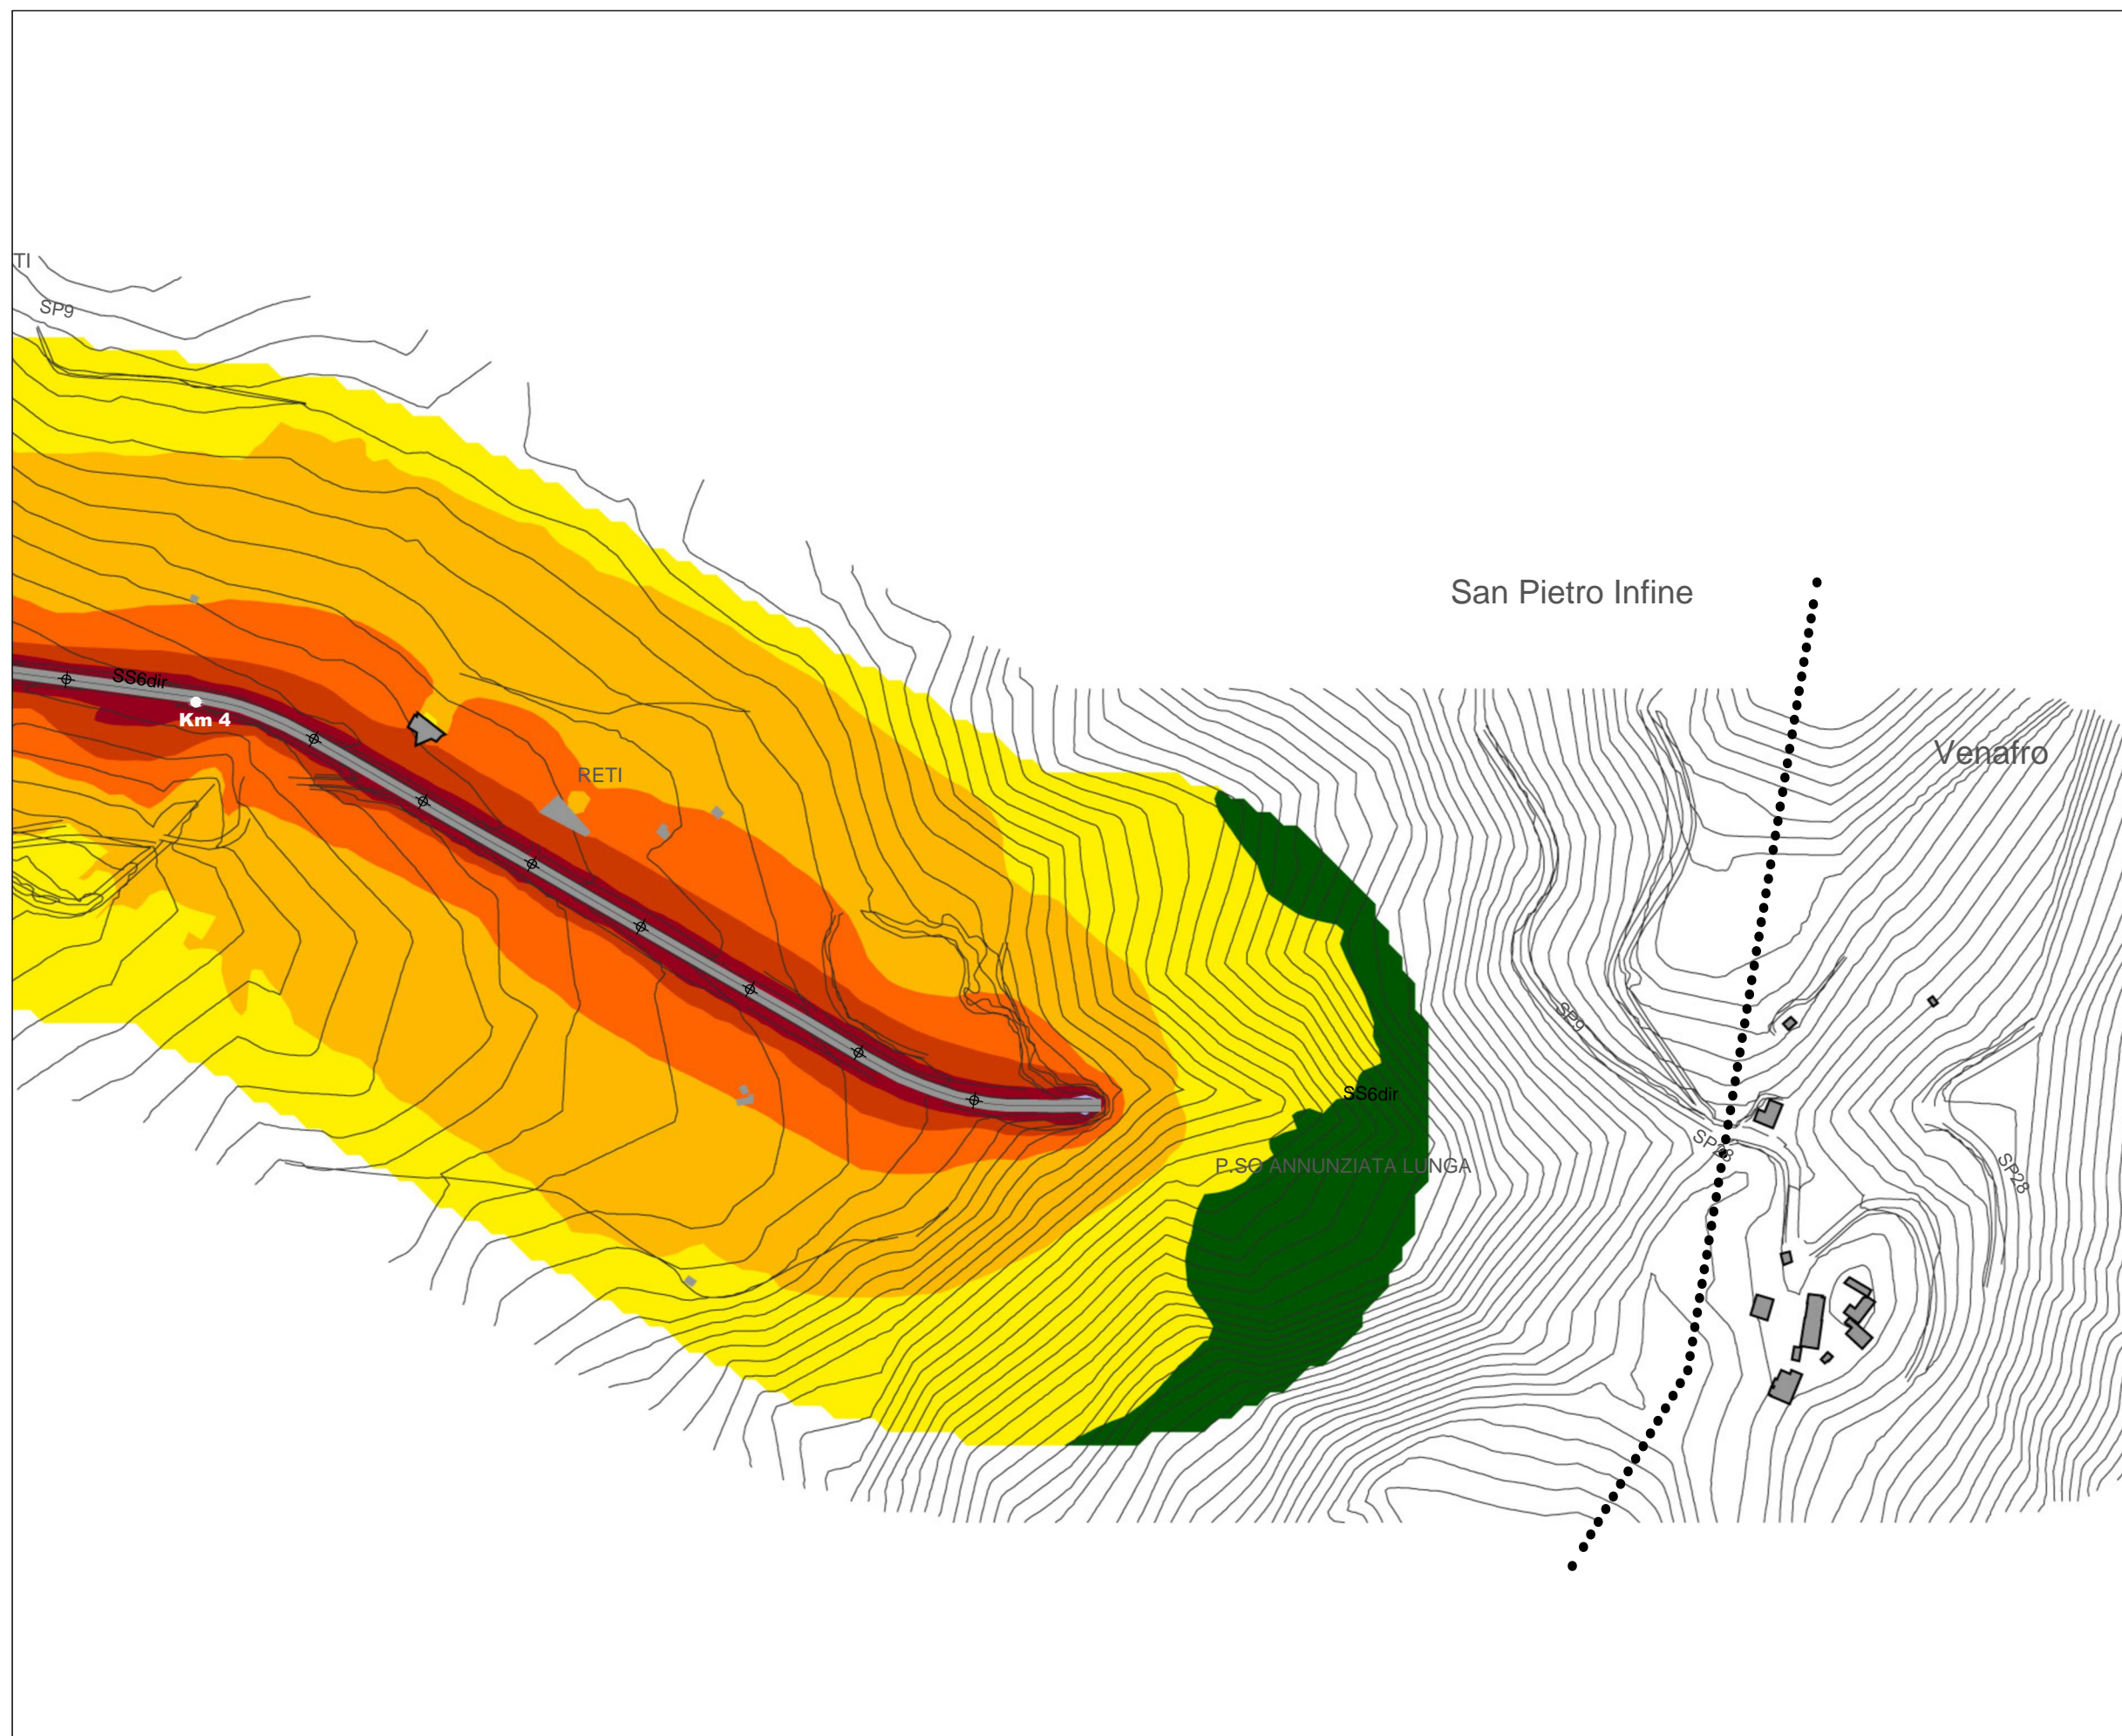 TI
SP9
San Pietro Infine
SS6dir
Km 4
Venafro
RETI
SP9
SS6dir
SP28
P.SO ANNUNZIATA LUNGA
SP28